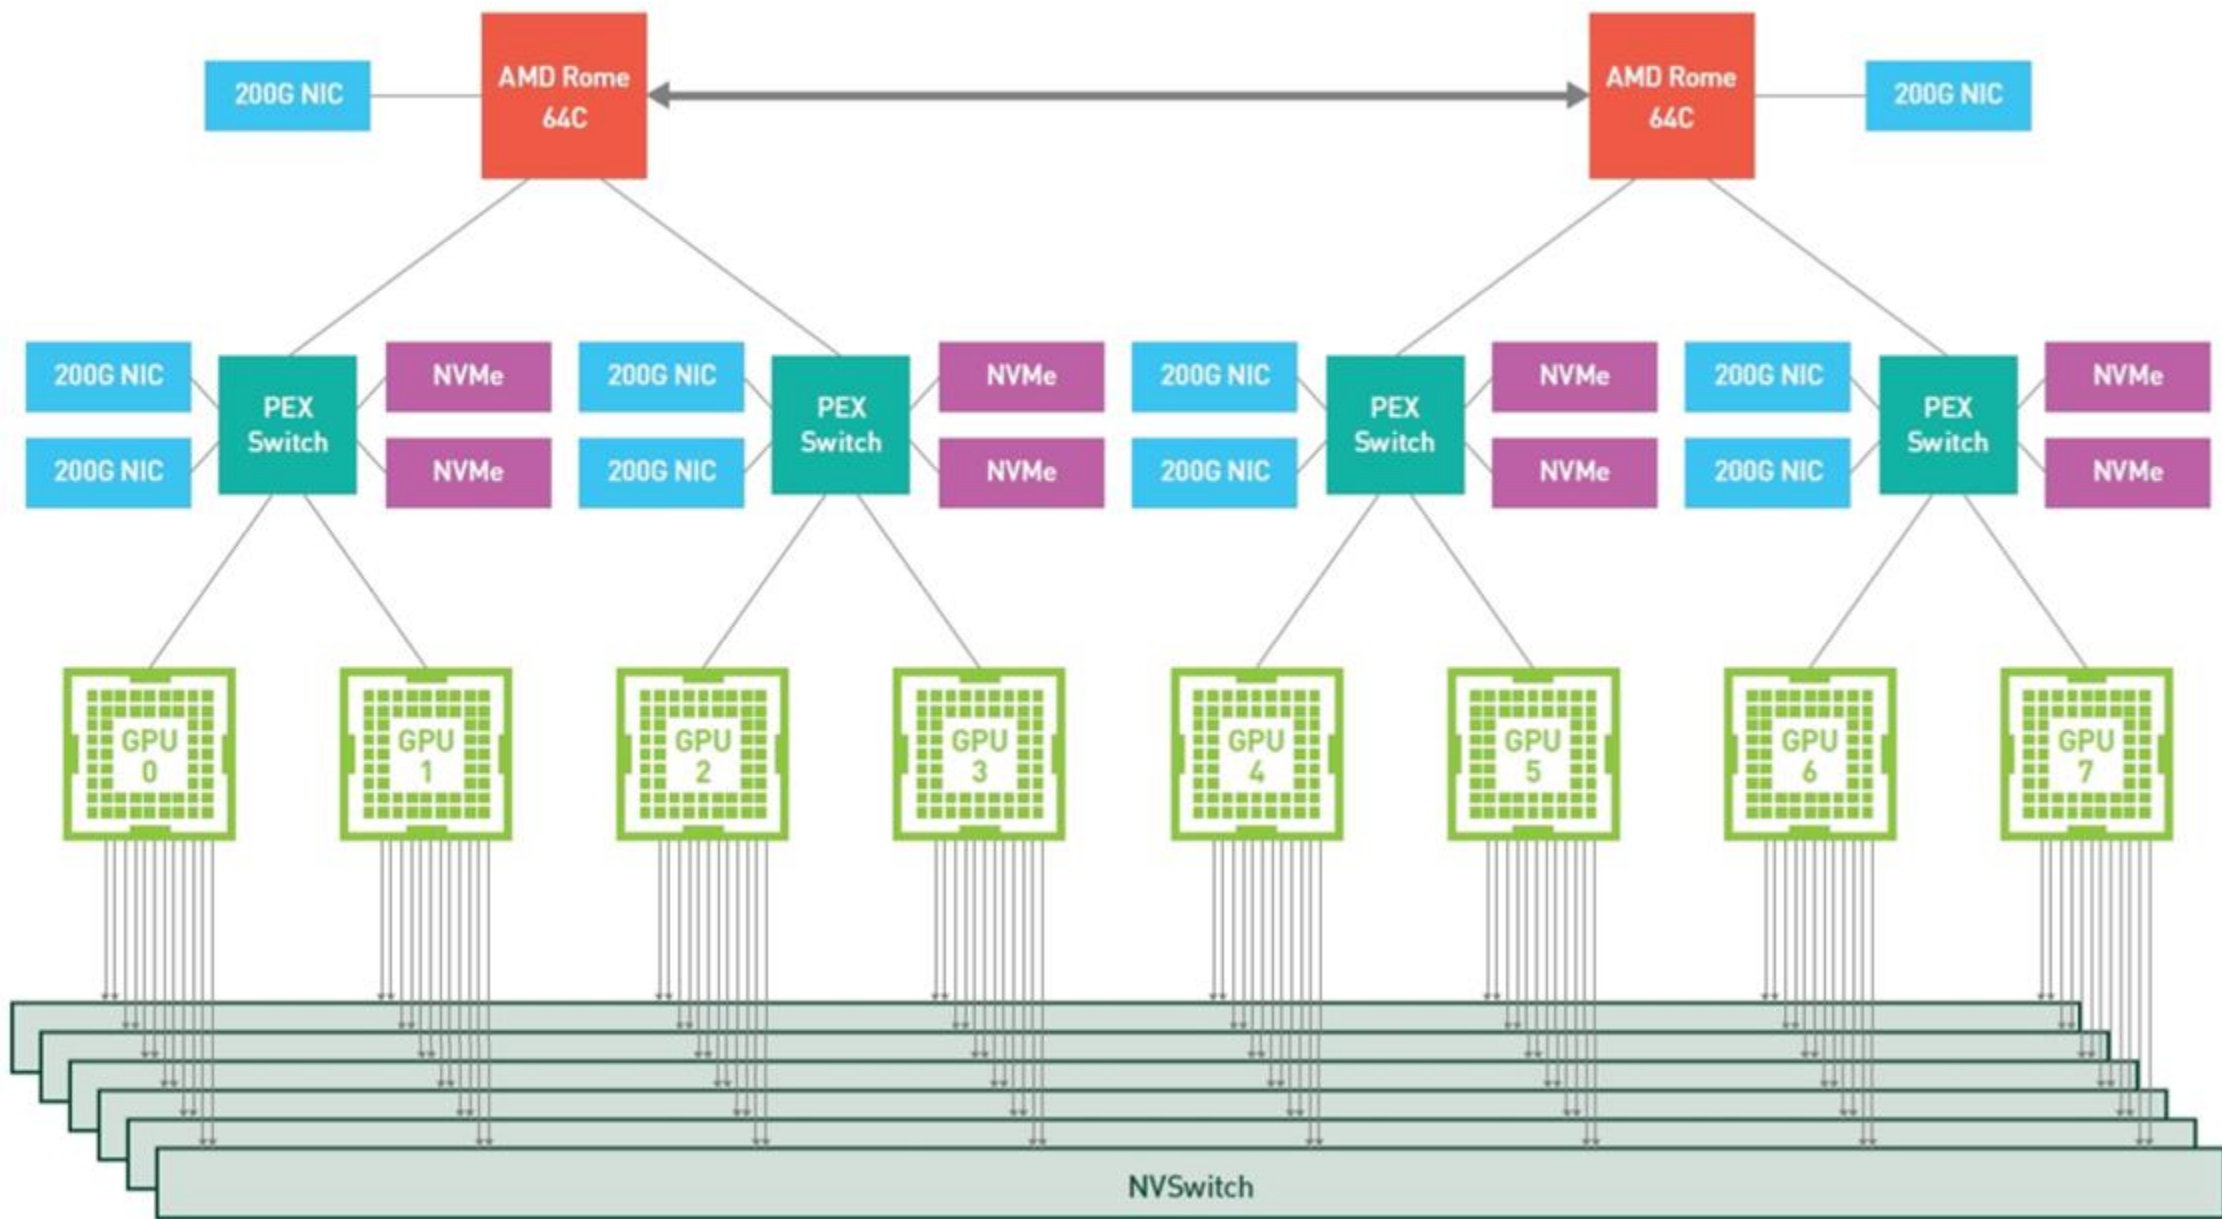 200G NIC
AMD Rome
64C
AMD Rome
64C
200G NIC
200G NIC
200G NIC
PEX
Switch
NVMe
NVMe
200G NIC
200G NIC
PEX
Switch
NVMe
NVMe
200G NIC
200G NIC
PEX
Switch
NVMe
NVMe
200G NIC
200G NIC
PEX
Switch
NVMe
NVMe
GPU
0
GPU
1
GPU
2
GPU
3
GPU
4
GPU
5
GPU
6
GPU
7
NVSwitch